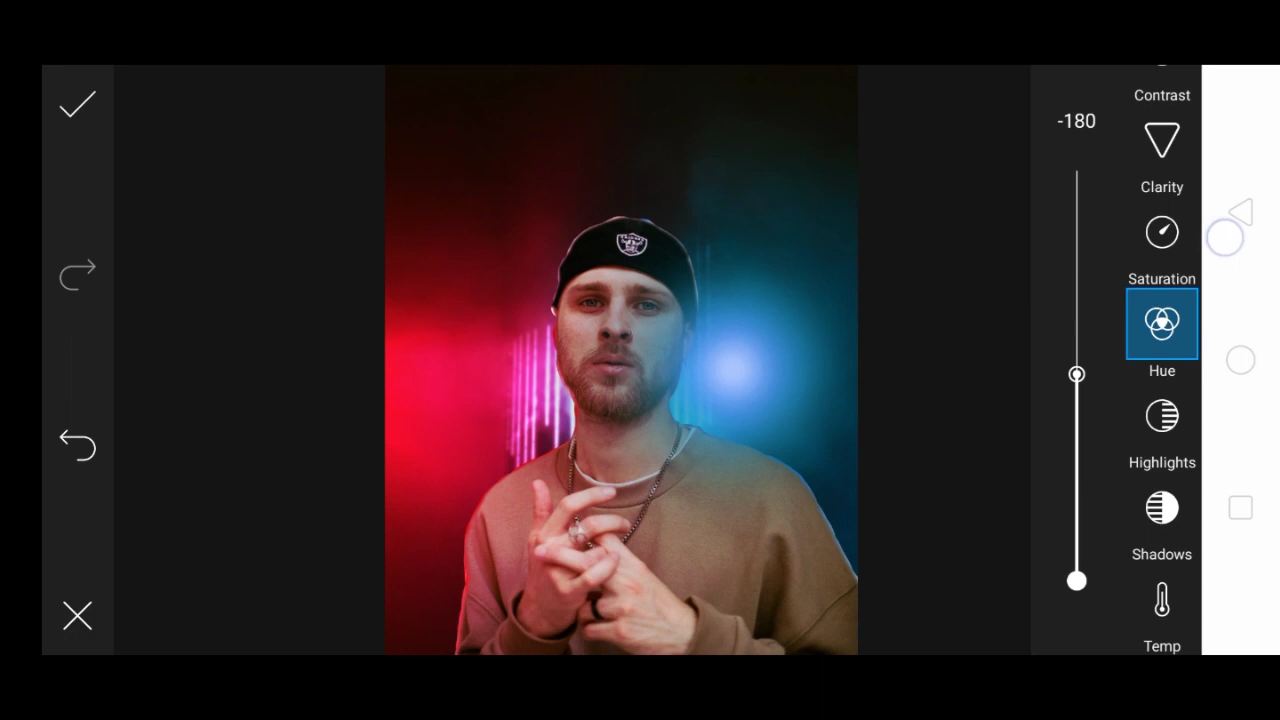 Contrast
-180
Clarity
Saturation
Hue
Highlights
Shadows
Temp